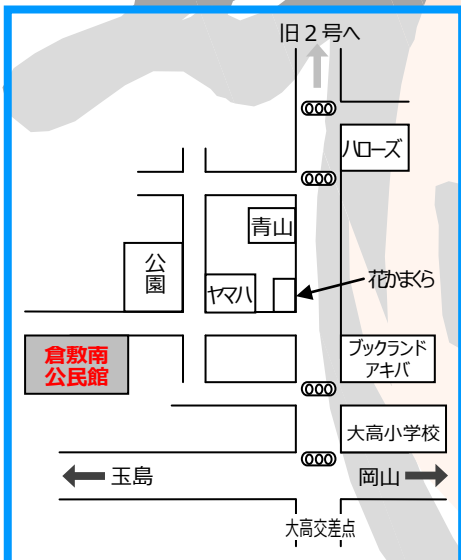 旧２号へ
ハローズ
青山
公
園
ヤマハ
花かまくら
倉敷南
公民館
ブックランド
アキバ
大高小学校
玉島
岡山
大高交差点